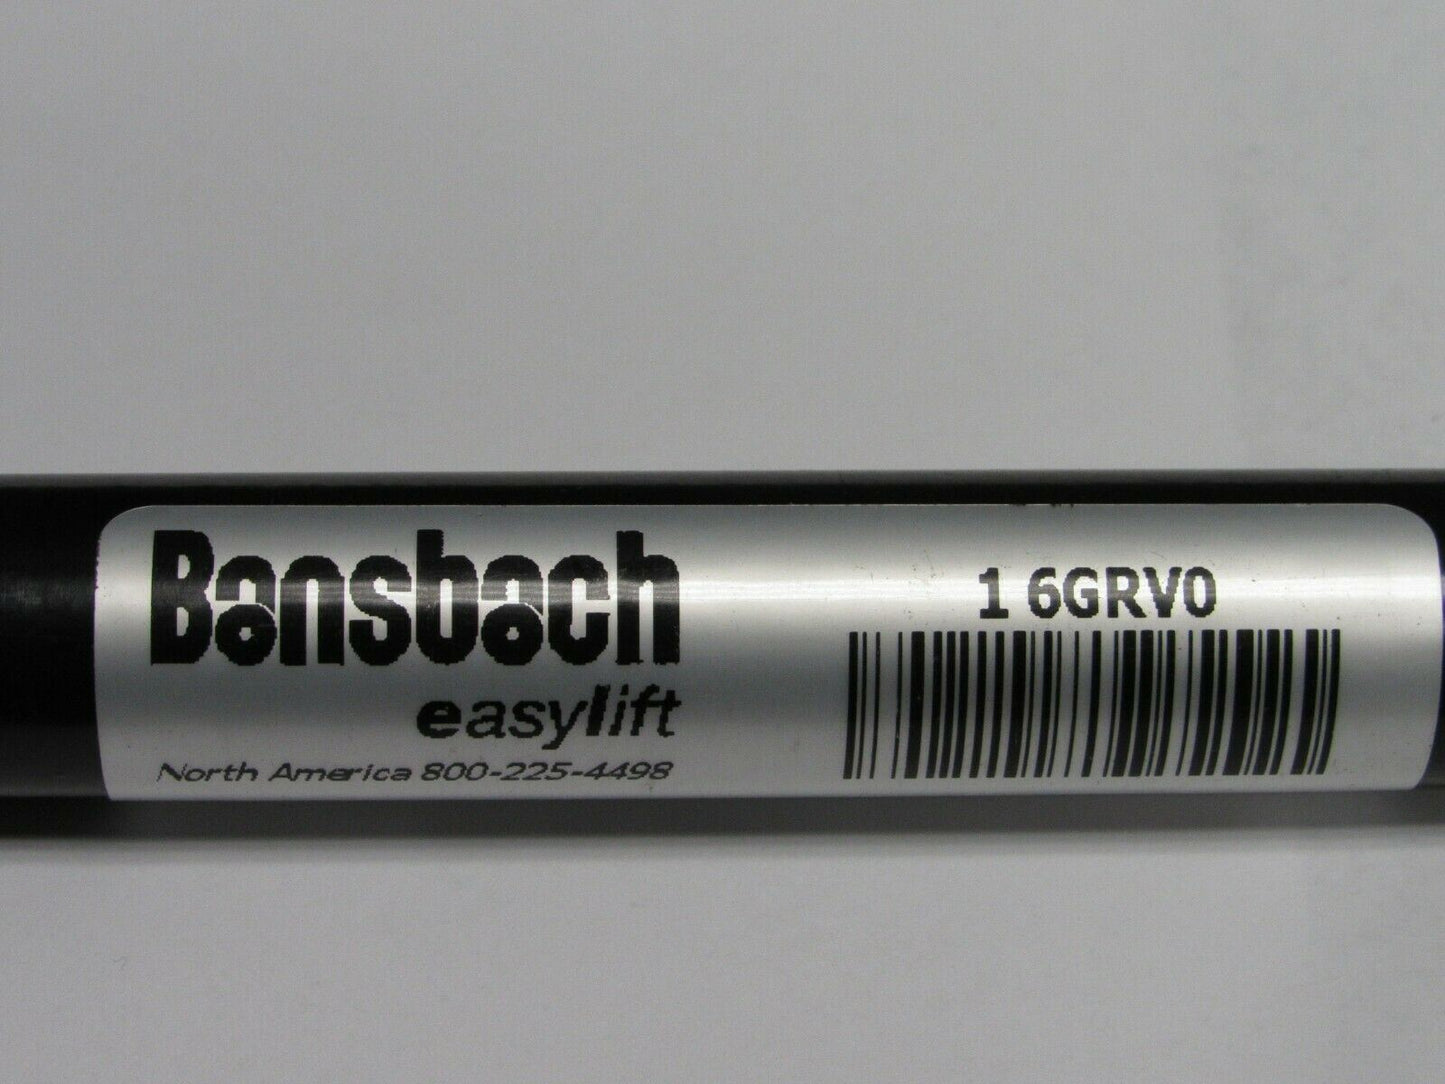 Bansbach
easylift
North America 800-225-4498
1 6GRV0